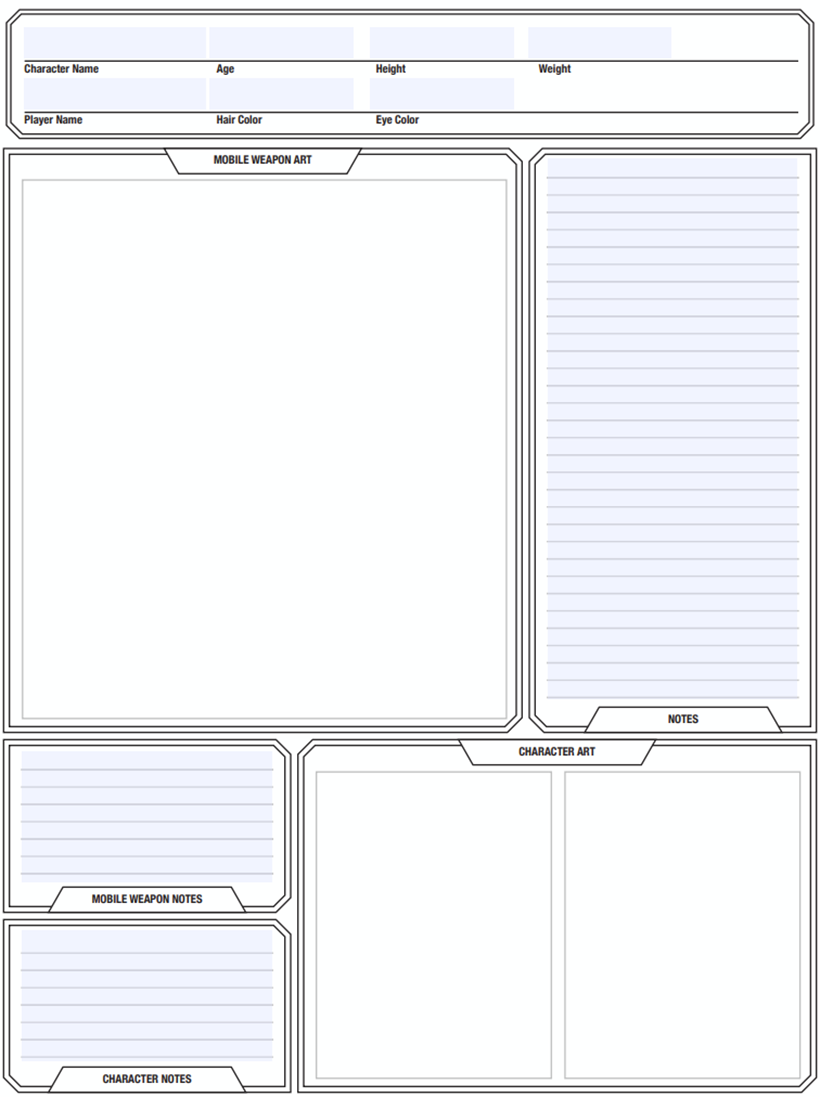 Character Name Age Height Weight
Player Name Hair Color Eye Color
MOBILE WEAPON ART
NOTES
CHARACTER ART
MOBILE WEAPON NOTES
CHARACTER NOTES